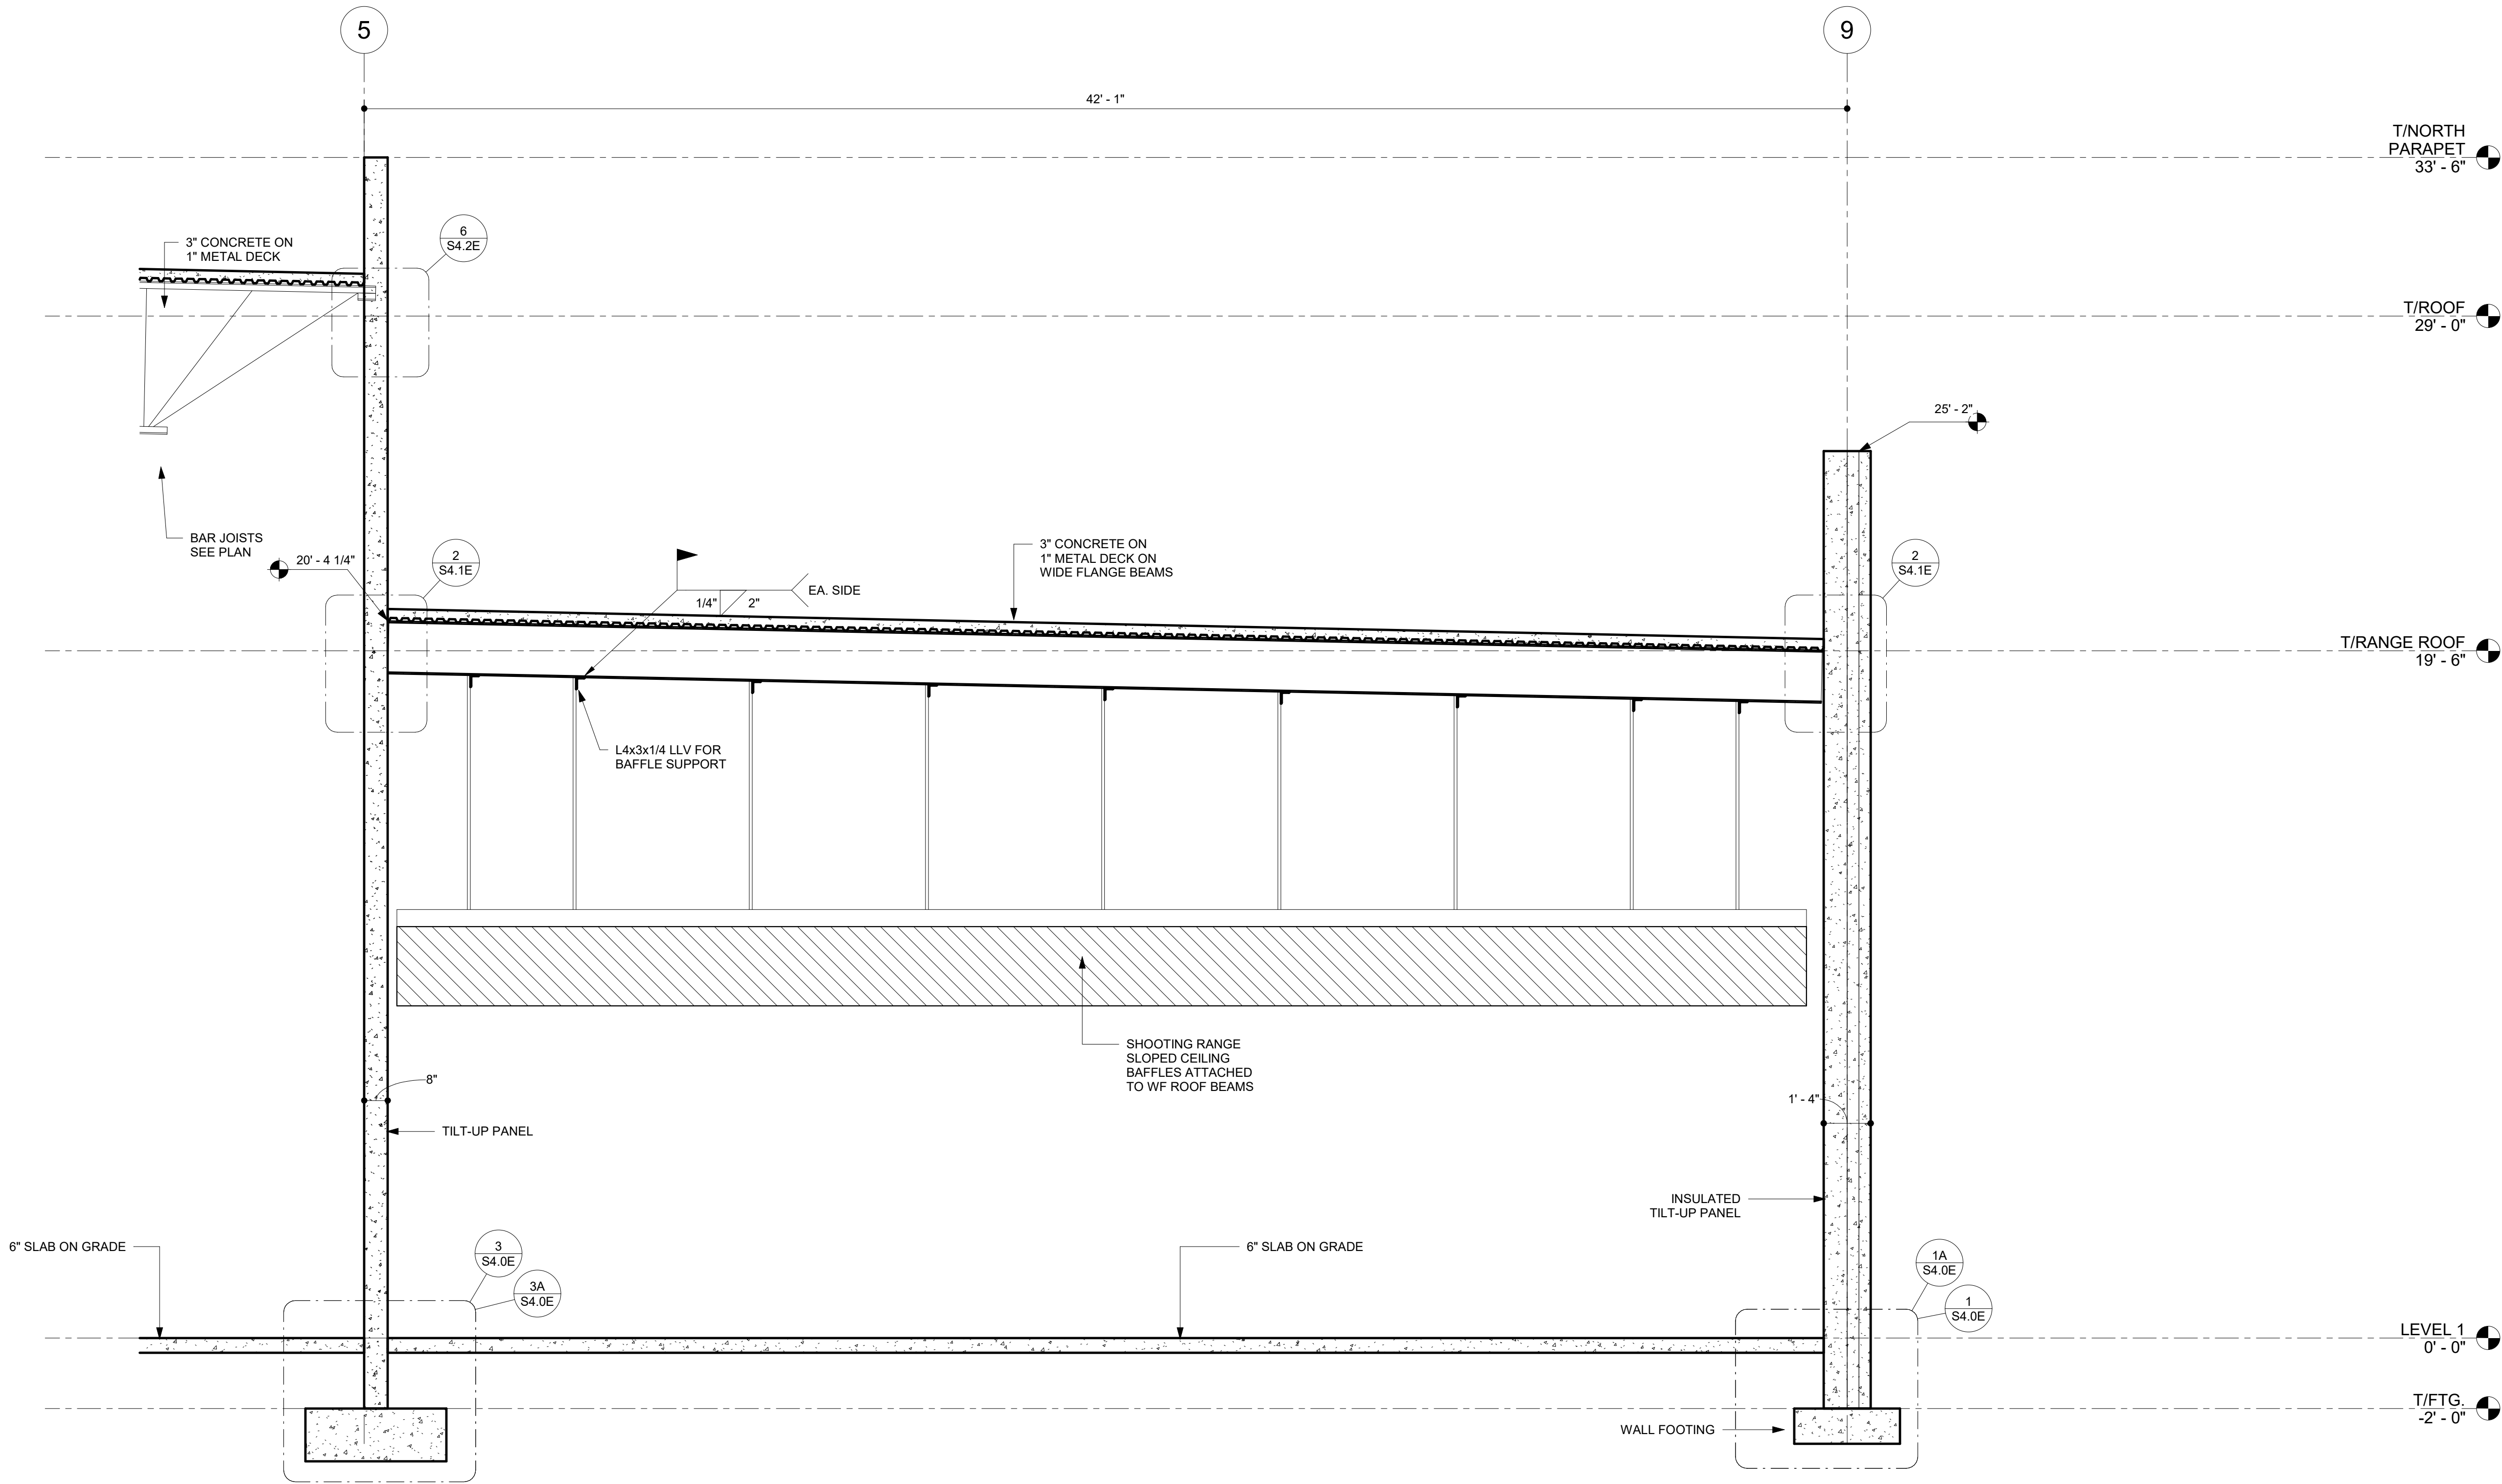 5
9
42' - 1"
T/NORTH
PARAPET
33' - 6"
6
S4.2E
3" CONCRETE ON
1" METAL DECK
T/ROOF
29' - 0"
25' - 2"
BAR JOISTS
SEE PLAN
20' - 4 1/4"
2
S4.1E
1/4"
2"
EA. SIDE
3" CONCRETE ON
1" METAL DECK ON
WIDE FLANGE BEAMS
2
S4.1E
T/RANGE ROOF
19' - 6"
L4x3x1/4 LLV FOR
BAFFLE SUPPORT
SHOOTING RANGE
SLOPED CEILING
BAFFLES ATTACHED
TO WF ROOF BEAMS
8"
1' - 4"
TILT-UP PANEL
INSULATED
TILT-UP PANEL
6" SLAB ON GRADE
3
S4.0E
3A
S4.0E
6" SLAB ON GRADE
1A
S4.0E
1
S4.0E
LEVEL 1
0' - 0"
T/FTG.
-2' - 0"
WALL FOOTING